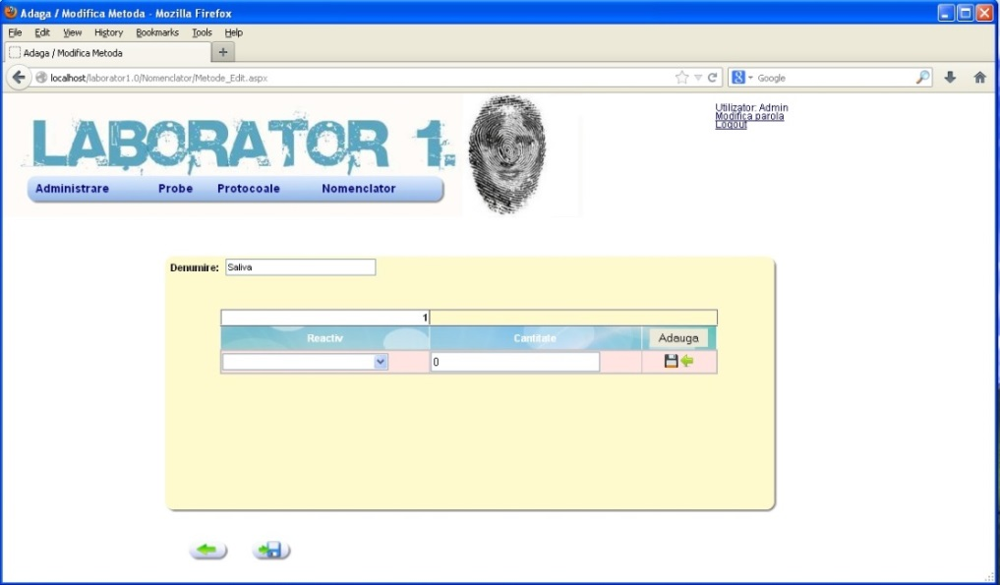 Adaga / Modifica Metoda - Mozilla Firefox
File Edit View History Bookmarks Tools Help
Adaga / Modifica Metoda
localhost/laborator1.0/Nomenclator/Metode_Edit.aspx
Google
Utilizator: Admin
Modifica parola
Logout
LABORATOR 1.
Administrare Probe Protocoale Nomenclator
Denumire: Saliva
1
Reactiv Cantitate Adauga
0